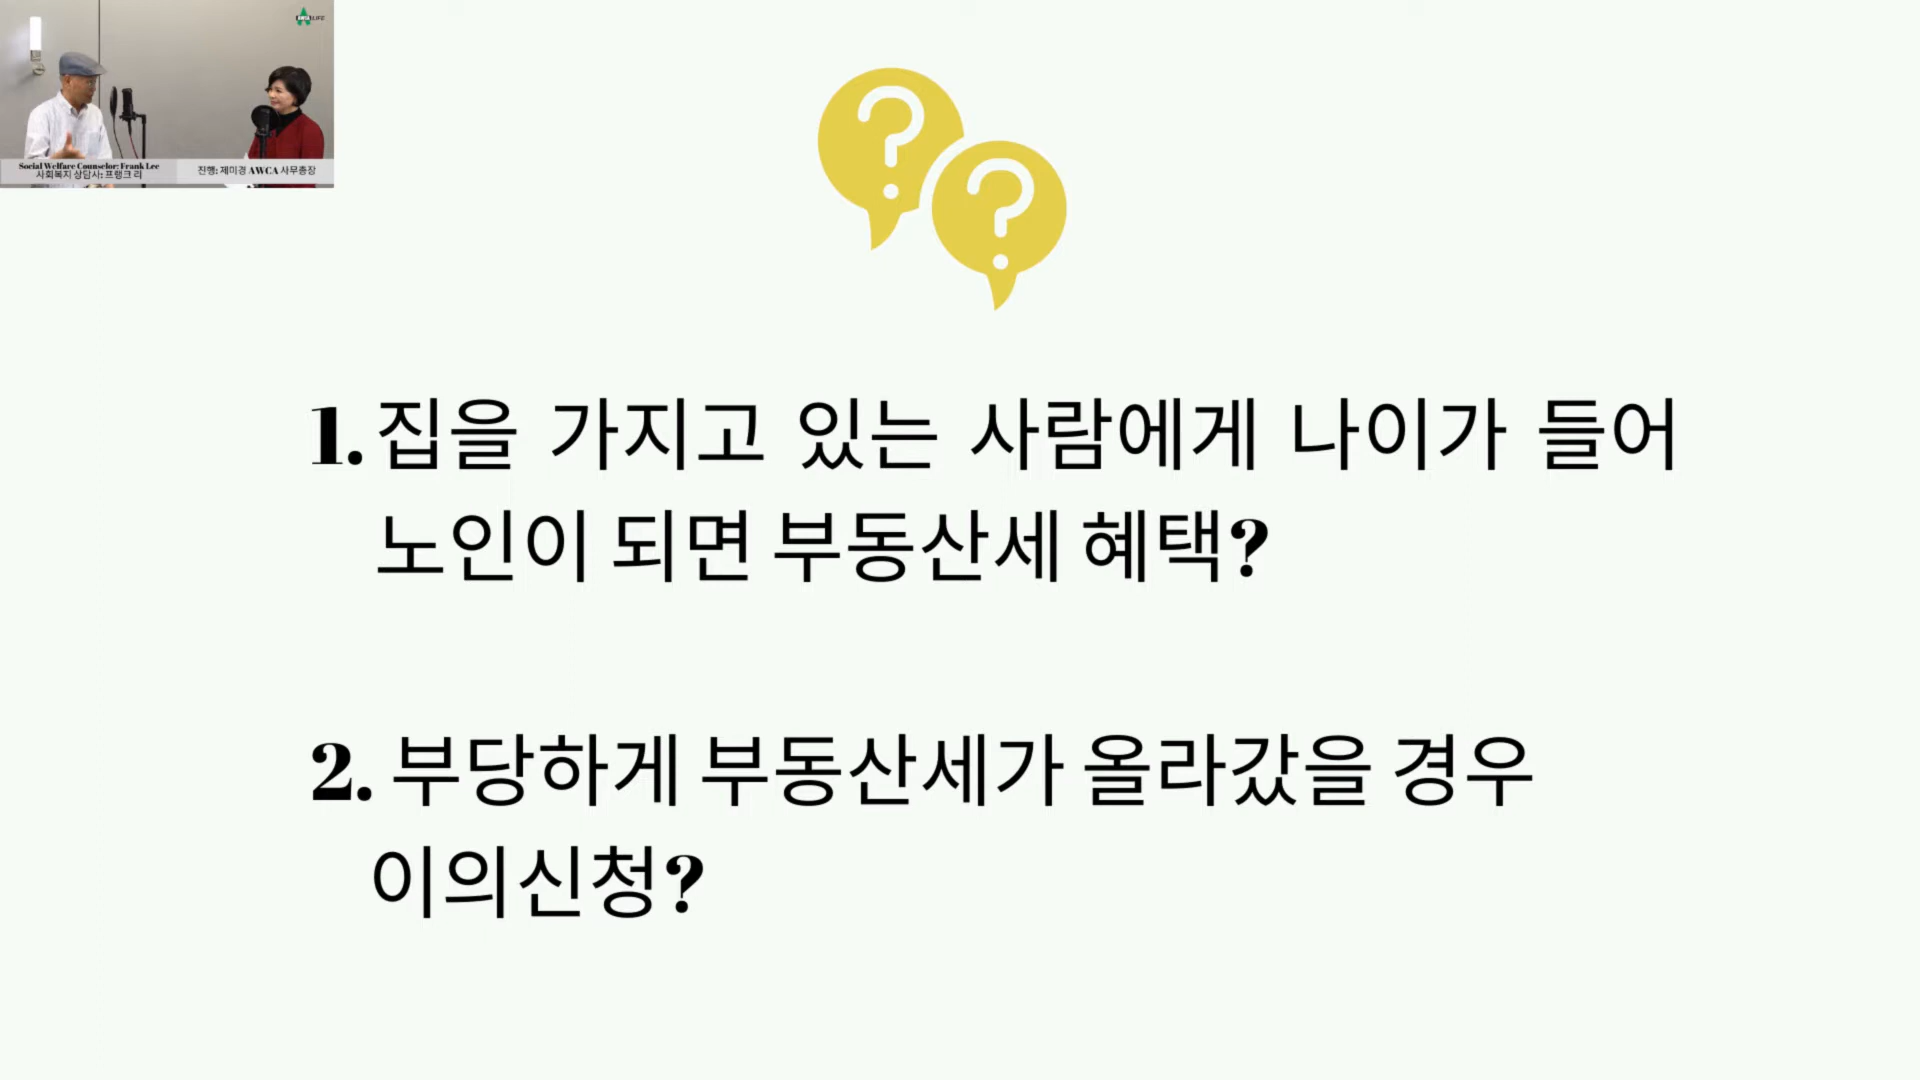 Social Welfare Counselor: Frank Lee
사회복지 상담사: 프랭크 리
진행: 제미경 AWCA 사무총장
1. 집을 가지고 있는 사람에게 나이가 들어
노인이 되면 부동산세 혜택?
2. 부당하게 부동산세가 올라갔을 경우
이의신청?